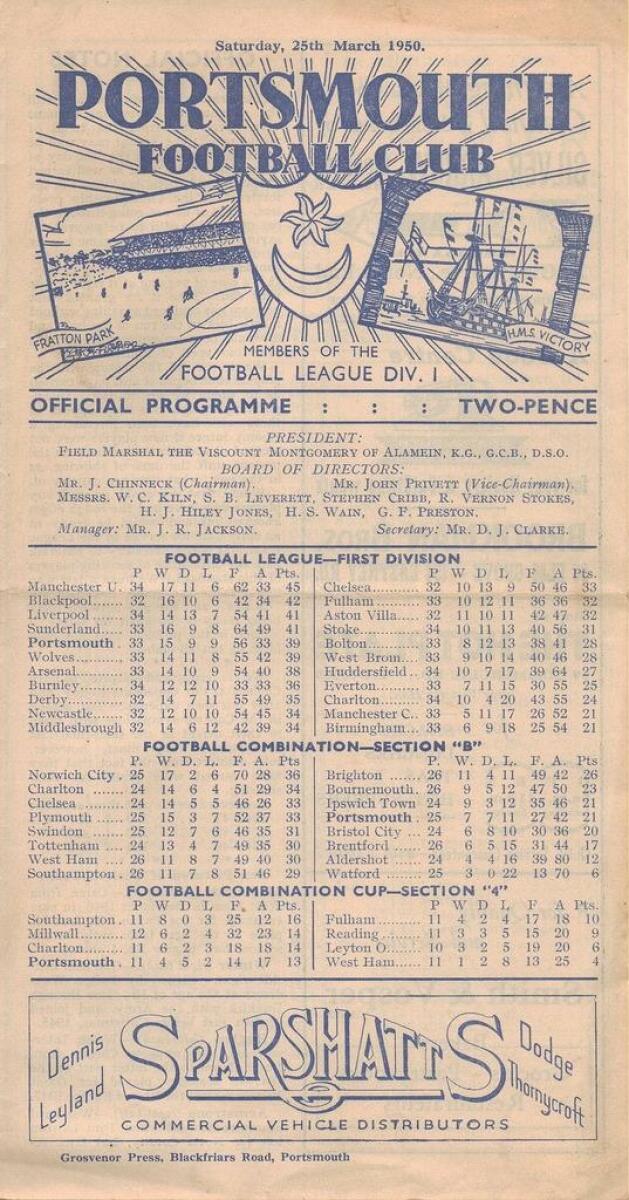 Saturday, 25th March 1950.
PORTSMOUTH
FOOTBALL CLUB
FRATTON PARK
H.M.S. VICTORY
MEMBERS OF THE
FOOTBALL LEAGUE DIV. I
OFFICIAL PROGRAMME : : : TWO-PENCE
PRESIDENT:
FIELD MARSHAL THE VISCOUNT MONTGOMERY OF ALAMEIN, K.G., G.C.B., D.S.O.
BOARD OF DIRECTORS:
MR. J. CHINNECK (Chairman). MR. JOHN PRIVETT (Vice-Chairman).
MESSRS. W. C. KILN, S. B. LEVERETT, STEPHEN CRIBB, R. VERNON STOKES,
H. J. HILEY JONES, H. S. WAIN, G. F. PRESTON.
Manager: MR. J. R. JACKSON. Secretary: MR. D. J. CLARKE.
FOOTBALL LEAGUE—FIRST DIVISION
P W D L F A Pts.
Manchester U. 34 17 11 6 62 33 45
Blackpool....... 32 16 10 6 42 34 42
Liverpool ...... 34 14 13 7 54 41 41
Sunderland..... 33 16 9 8 64 49 41
Portsmouth . 33 15 9 9 56 33 39
Wolves........... 33 14 11 8 55 42 39
Arsenal.......... 33 14 10 9 54 40 38
Burnley.......... 34 12 12 10 33 33 36
Derby............ 32 14 7 11 55 49 35
Newcastle....... 32 12 10 10 54 45 34
Middlesbrough 32 14 6 12 42 39 34
P W D L F A Pts.
Chelsea........... 32 10 13 9 50 46 33
Fulham .......... 33 10 12 11 36 36 32
Aston Villa..... 32 11 10 11 42 47 32
Stoke.............. 34 10 11 13 40 56 31
Bolton............ 33 8 12 13 38 41 28
West Brom.... 33 9 10 14 40 46 28
Huddersfield .. 34 10 7 17 39 64 27
Everton.......... 33 7 11 15 30 55 25
Charlton......... 34 10 4 20 43 55 24
Manchester C.. 33 5 11 17 26 52 21
Birmingham... 33 6 9 18 25 54 21
FOOTBALL COMBINATION—SECTION "B"
P. W. D. L. F. A. Pts.
Norwich City . 25 17 2 6 70 28 36
Charlton ....... 24 14 6 4 51 29 34
Chelsea ........ 24 14 5 5 46 26 33
Plymouth ...... 25 15 3 7 52 37 33
Swindon ....... 25 12 7 6 46 35 31
Tottenham .... 24 13 4 7 49 35 30
West Ham .... 26 11 8 7 49 40 30
Southampton . 26 11 7 8 51 46 29
P. W. D. L. F. A. Pts
Brighton ....... 26 11 4 11 49 42 26
Bournemouth. 26 9 5 12 47 50 23
Ipswich Town 24 9 3 12 35 46 21
Portsmouth . 25 7 7 11 27 42 21
Bristol City ... 24 6 8 10 30 36 20
Brentford ...... 26 6 5 15 31 44 17
Aldershot ...... 24 4 4 16 39 80 12
Watford ........ 25 3 0 22 13 70 6
FOOTBALL COMBINATION CUP—SECTION "4"
P W D L F. A Pts.
Southampton. 11 8 0 3 25 12 16
Millwall.......... 12 6 2 4 32 23 14
Charlton......... 11 6 2 3 18 18 14
Portsmouth . 11 4 5 2 14 17 13
P W D L F A Pts.
Fulham .......... 11 4 2 4 17 18 10
Reading ......... 11 3 3 5 15 20 9
Leyton O........ 10 3 2 5 19 20 6
West Ham...... 11 1 2 8 13 25 4
Dennis
Leyland
SPARSHATTS
Dodge
Thornycroft
COMMERCIAL VEHICLE DISTRIBUTORS
Grosvenor Press, Blackfriars Road, Portsmouth